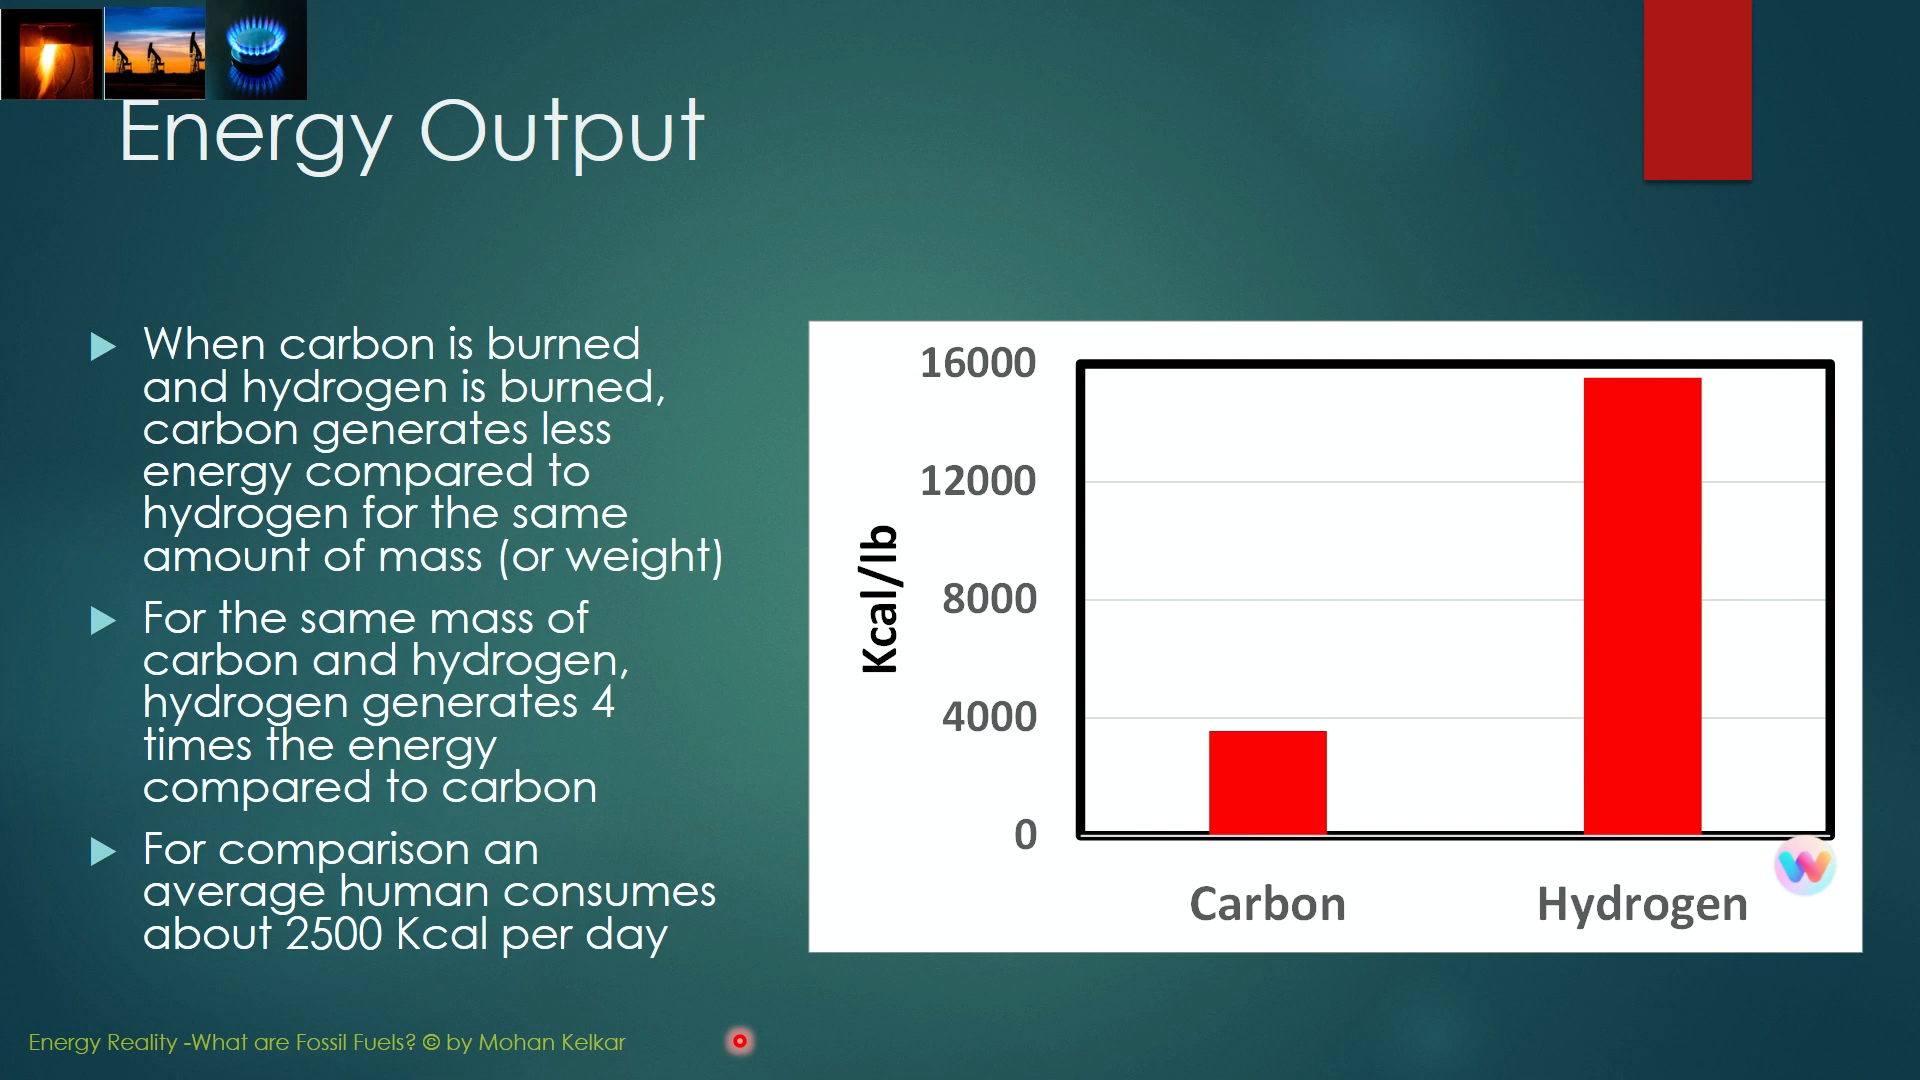 Energy Output
When carbon is burned
and hydrogen is burned,
carbon generates less
energy compared to
hydrogen for the same
amount of mass (or weight)
For the same mass of
carbon and hydrogen,
hydrogen generates 4
times the energy
compared to carbon
For comparison an
average human consumes
about 2500 Kcal per day
Kcal/lb
16000
12000
8000
4000
0
Carbon Hydrogen
Energy Reality -What are Fossil Fuels? © by Mohan Kelkar